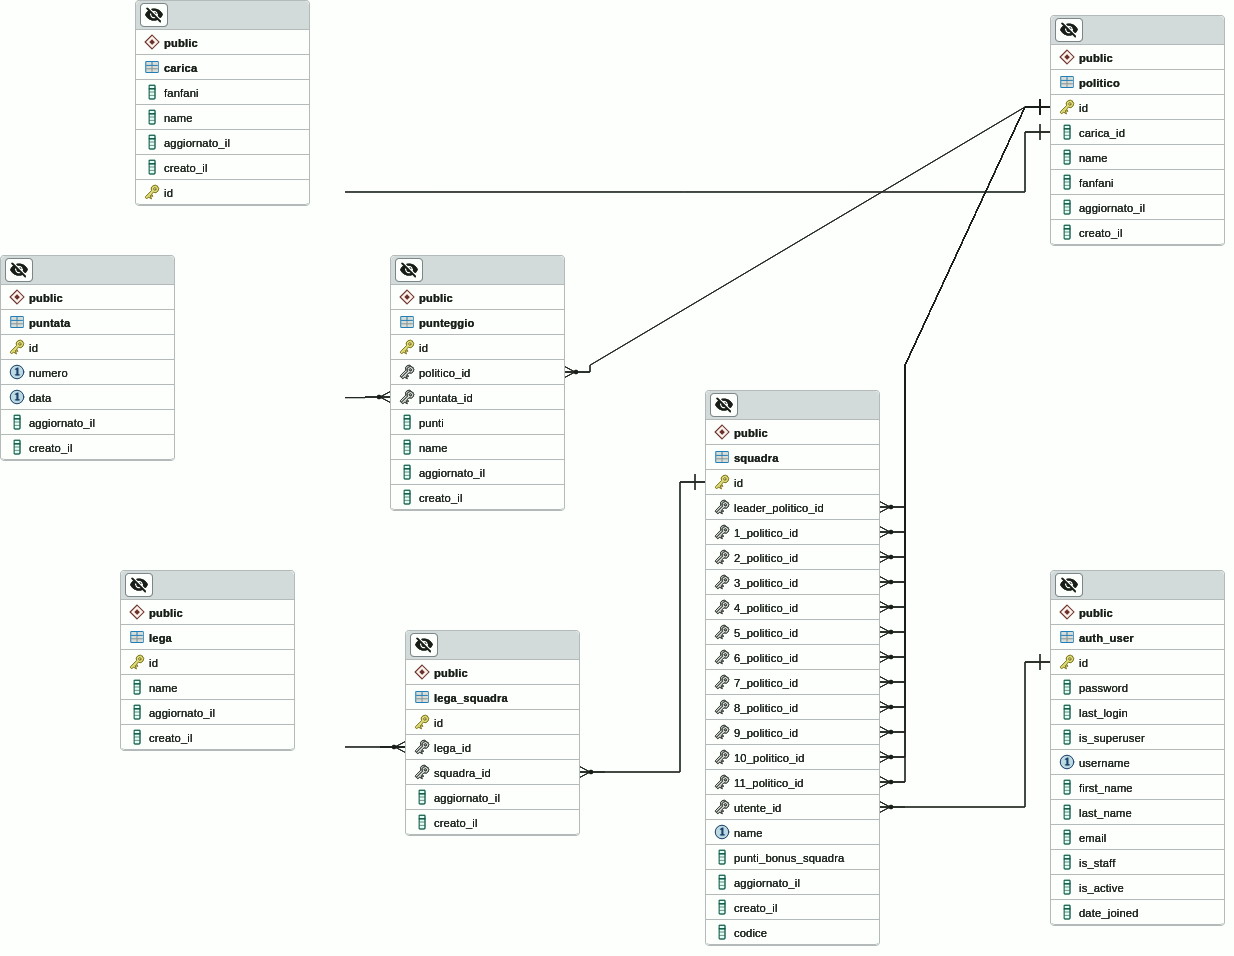 public
carica
fanfani
name
aggiornato_il
creato_il
id
public
politico
id
carica_id
name
fanfani
aggiornato_il
creato_il
public
puntata
id
1 numero
1 data
aggiornato_il
creato_il
public
punteggio
id
politico_id
puntata_id
punti
name
aggiornato_il
creato_il
public
squadra
id
leader_politico_id
1_politico_id
2_politico_id
3_politico_id
4_politico_id
5_politico_id
6_politico_id
7_politico_id
8_politico_id
9_politico_id
10_politico_id
11_politico_id
utente_id
1 name
punti_bonus_squadra
aggiornato_il
creato_il
codice
public
lega
id
name
aggiornato_il
creato_il
public
lega_squadra
id
lega_id
squadra_id
aggiornato_il
creato_il
public
auth_user
id
password
last_login
is_superuser
1 username
first_name
last_name
email
is_staff
is_active
date_joined